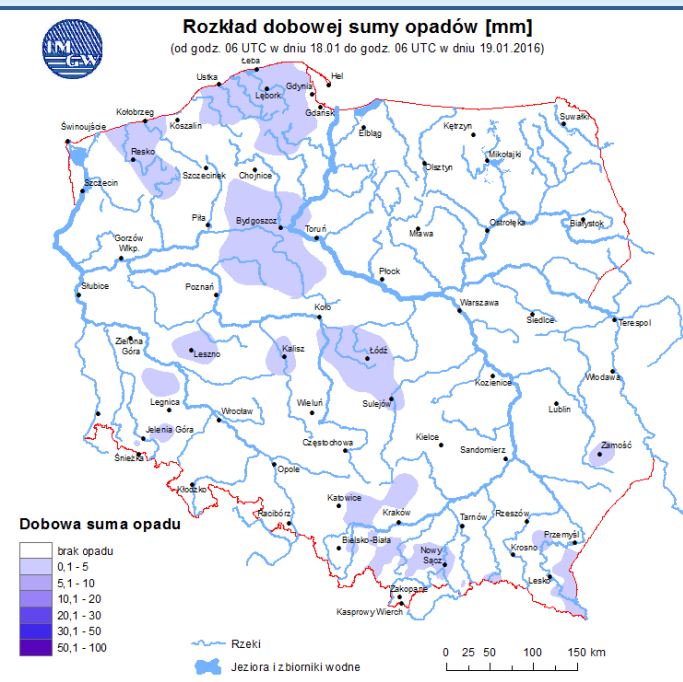 Rozkład dobowej sumy opadów [mm]
(od godz. 06 UTC w dniu 18.01 do godz. 06 UTC w dniu 19.01.2016)
IM
GW
Łeba
Ustka
Hel
Gdynia
Lębork
Gdańsk
Kołobrzeg
Koszalin
Świnoujście
Elbląg
Kętrzyn
Suwałki
Resko
Szczecinek
Chojnice
Olsztyn
Mikołajki
Szczecin
Piła
Bydgoszcz
Toruń
Mława
Ostrołęka
Białystok
Gorzów
Wlkp.
Płock
Słubice
Poznań
Koło
Warszawa
Siedlce
Terespol
Zielona
Góra
Leszno
Kalisz
Łódź
Kozienice
Włodawa
Legnica
Wrocław
Wieluń
Sulejów
Lublin
Jelenia Góra
Częstochowa
Kielce
Sandomierz
Zamość
Śnieżka
Opole
Kłodzko
Katowice
Racibórz
Kraków
Tarnów
Rzeszów
Bielsko-Biała
Nowy
Sącz
Krosno
Przemyśl
Lesko
Zakopane
Kasprowy Wierch
Dobowa suma opadu
brak opadu
0,1 - 5
5,1 - 10
10,1 - 20
20,1 - 30
30,1 - 50
50,1 - 100
Rzeki
Jeziora i zbiorniki wodne
0 25 50 100 150 km